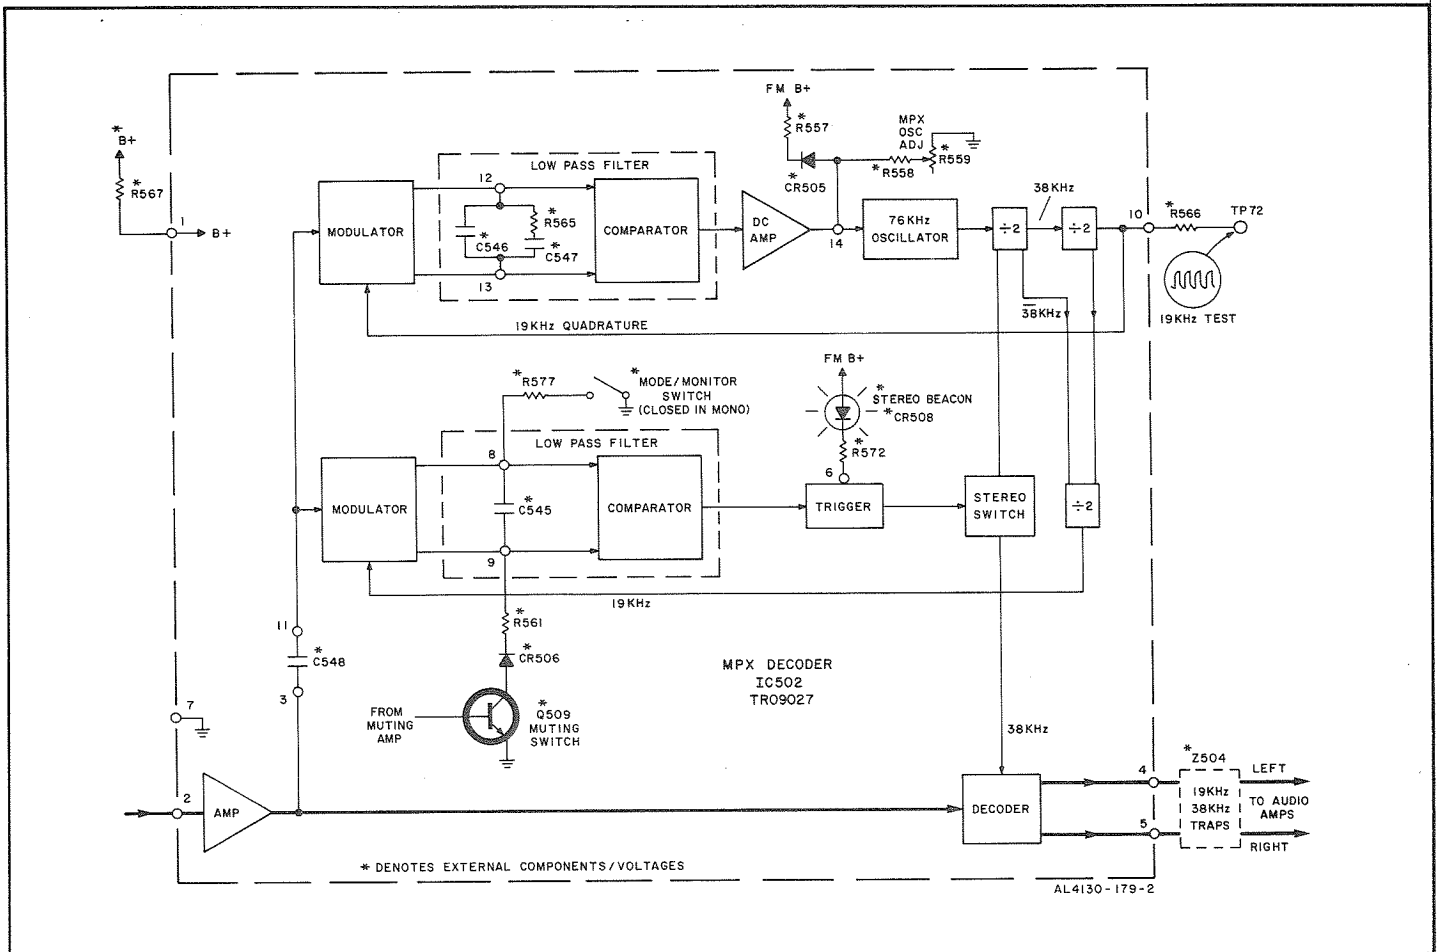 FM B+
*
R557
MPX
OSC
ADJ
*
R559
*
R558
*
CR505
*
B+
*
R567
1
B+
LOW PASS FILTER
12
*
R565
*
C546
*
C547
13
MODULATOR
COMPARATOR
DC
AMP
14
76KHz
OSCILLATOR
÷2
38KHz
÷2
10
*
R566
TP72
19KHz TEST
38KHz
19KHz QUADRATURE
*
R577
*
MODE/MONITOR
SWITCH
(CLOSED IN MONO)
FM B+
*
STEREO BEACON
*
CR508
*
R572
6
LOW PASS FILTER
8
*
C545
9
MODULATOR
COMPARATOR
TRIGGER
STEREO
SWITCH
÷2
19KHz
11
*
C548
3
*
R561
*
CR506
FROM
MUTING
AMP
*
Q509
MUTING
SWITCH
MPX DECODER
IC502
TR09027
7
38KHz
2
AMP
DECODER
4
5
*
Z504
19KHz
38KHz
TRAPS
LEFT
TO AUDIO
AMPS
RIGHT
* DENOTES EXTERNAL COMPONENTS/VOLTAGES
AL4130-179-2